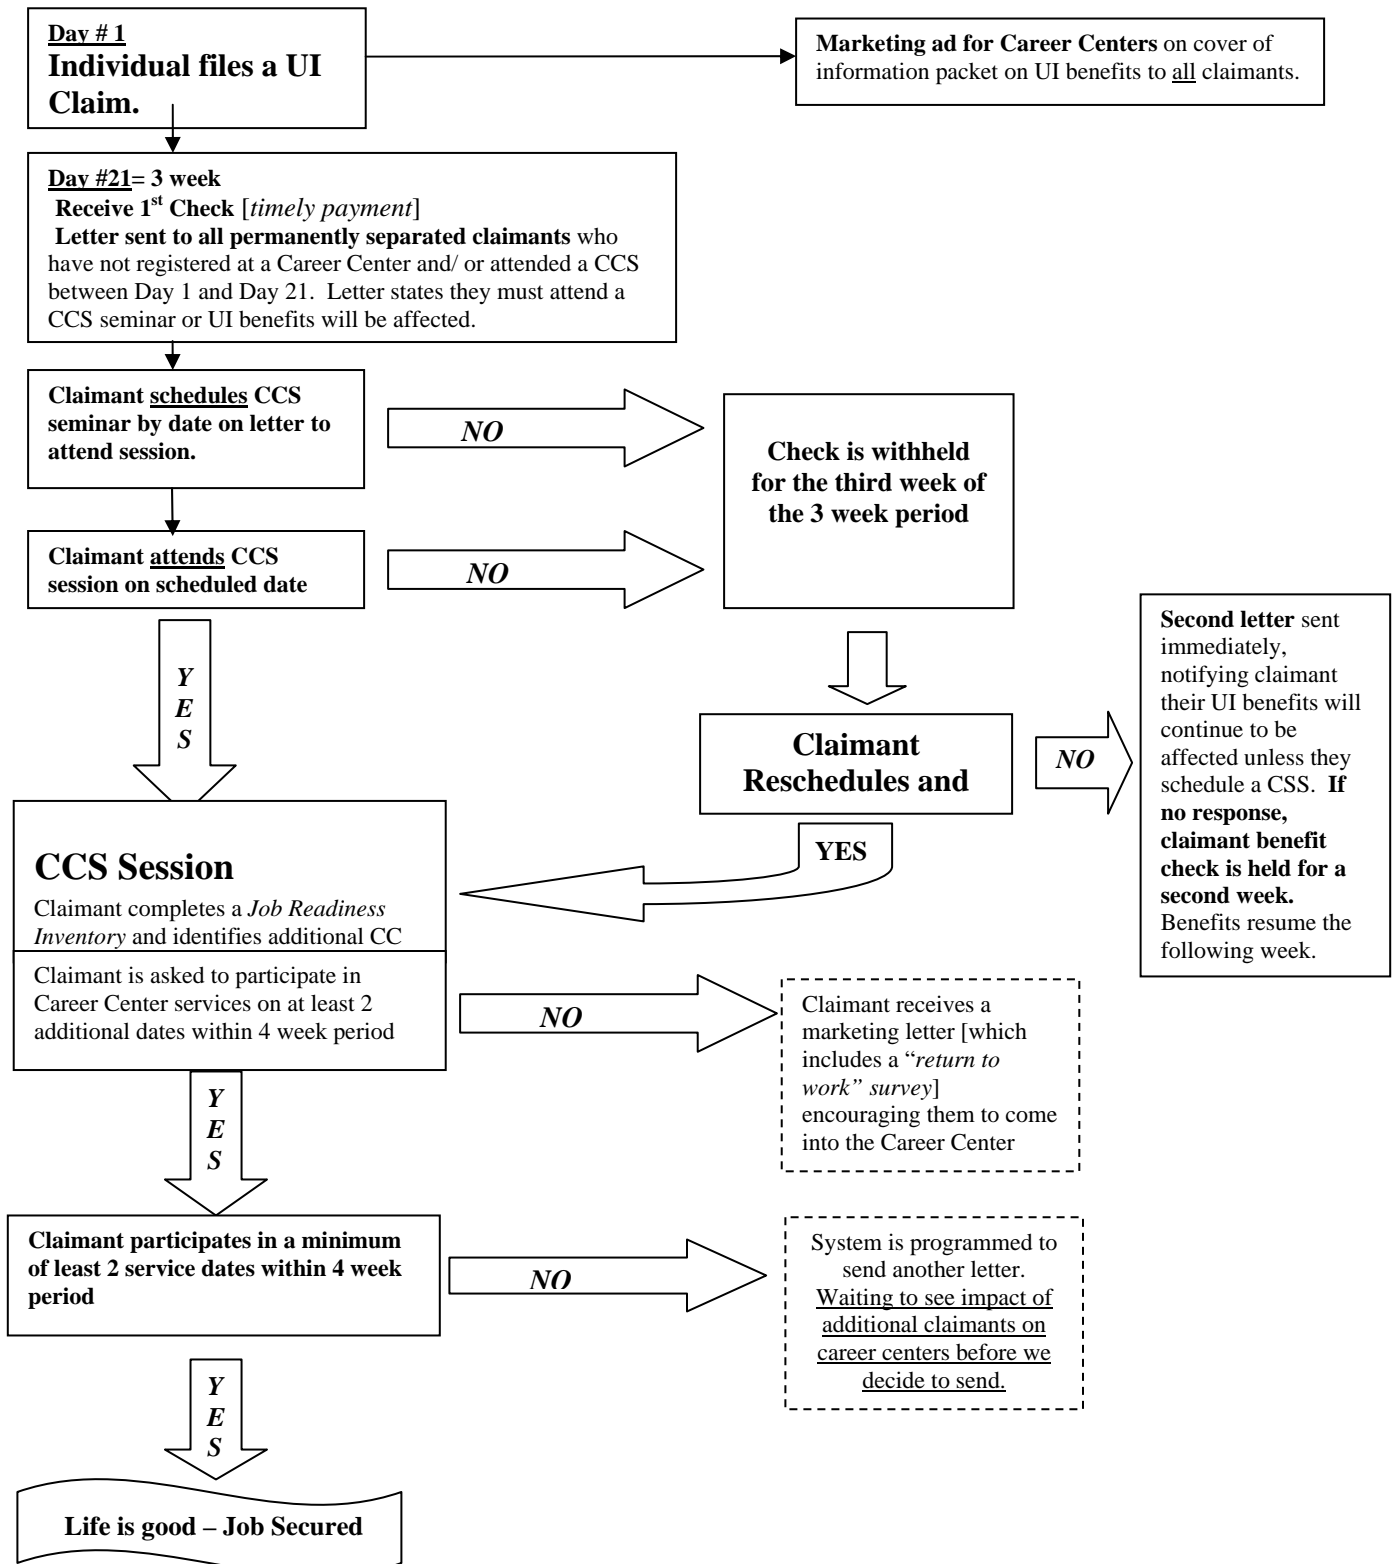 Day # 1
Individual files a UI
Claim.
Marketing ad for Career Centers on cover of
information packet on UI benefits to all claimants.
Day #21= 3 week
Receive 1st Check [timely payment]
Letter sent to all permanently separated claimants who
have not registered at a Career Center and/ or attended a CCS
between Day 1 and Day 21. Letter states they must attend a
CCS seminar or UI benefits will be affected.
Claimant schedules CCS
seminar by date on letter to
attend session.
NO
Check is withheld
for the third week of
the 3 week period
Claimant attends CCS
session on scheduled date
NO
Y
E
S
Claimant
Reschedules and
NO
Second letter sent
immediately,
notifying claimant
their UI benefits will
continue to be
affected unless they
schedule a CSS. If
no response,
claimant benefit
check is held for a
second week.
Benefits resume the
following week.
YES
CCS Session
Claimant completes a Job Readiness
Inventory and identifies additional CC
Claimant is asked to participate in
Career Center services on at least 2
additional dates within 4 week period
NO
Claimant receives a
marketing letter [which
includes a “return to
work” survey]
encouraging them to come
into the Career Center
Y
E
S
Claimant participates in a minimum
of least 2 service dates within 4 week
period
NO
System is programmed to
send another letter.
Waiting to see impact of
additional claimants on
career centers before we
decide to send.
Y
E
S
Life is good – Job Secured